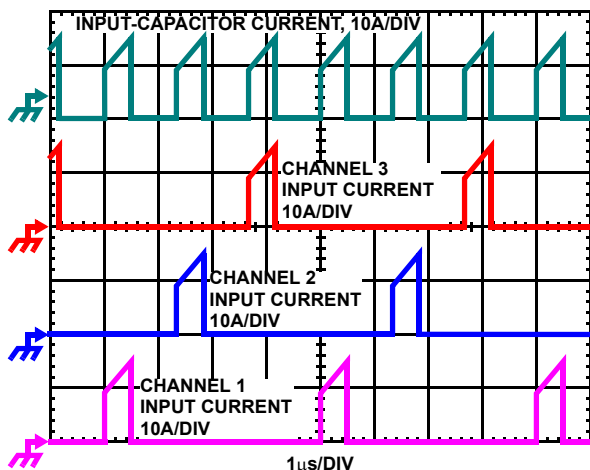 INPUT-CAPACITOR CURRENT, 10A/DIV
CHANNEL 3
INPUT CURRENT
10A/DIV
CHANNEL 2
INPUT CURRENT
10A/DIV
CHANNEL 1
INPUT CURRENT
10A/DIV
1μs/DIV